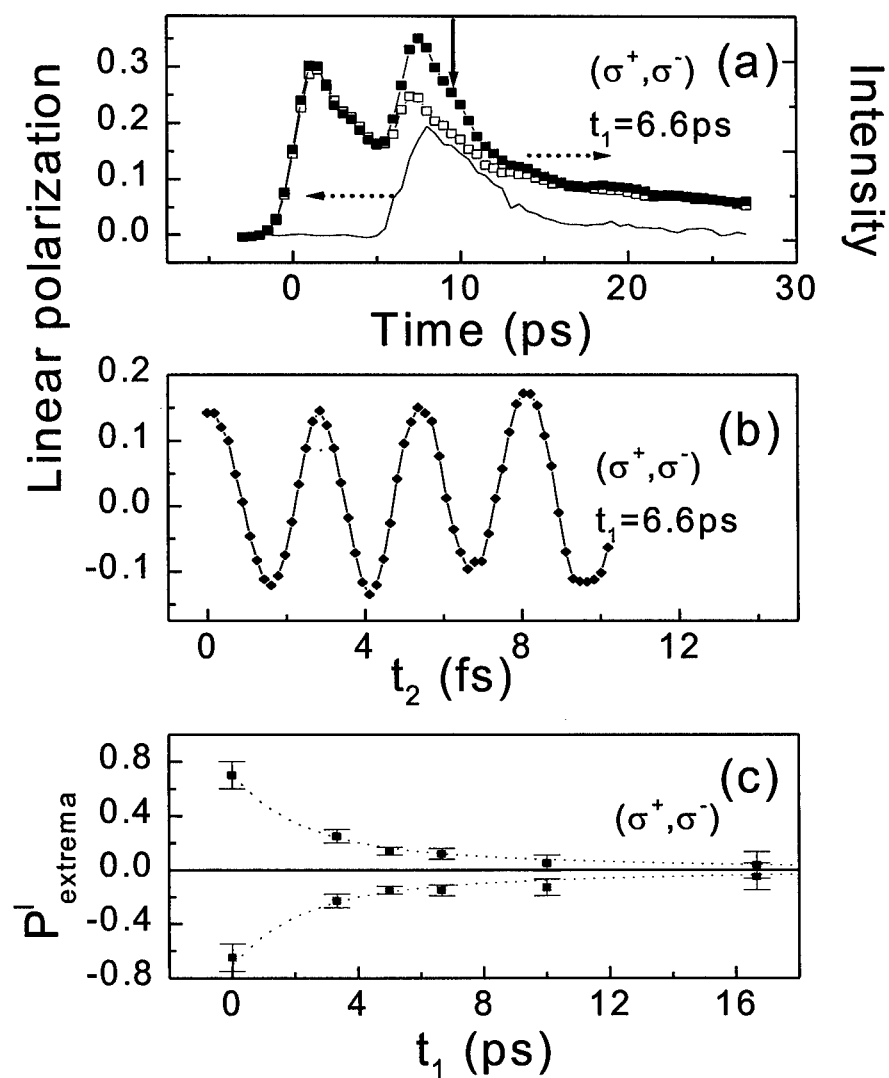 Linear polarization
Intensity
0.3
0.2
0.1
0.0
(σ⁺,σ⁻) (a)
t₁=6.6ps
0 10 20 30
Time (ps)
0.2
0.1
0.0
-0.1
(b)
(σ⁺,σ⁻)
t₁=6.6ps
0 4 8 12
t₂ (fs)
P^l_extrema
0.8
0.4
0.0
-0.4
-0.8
(c)
(σ⁺,σ⁻)
0 4 8 12 16
t₁ (ps)